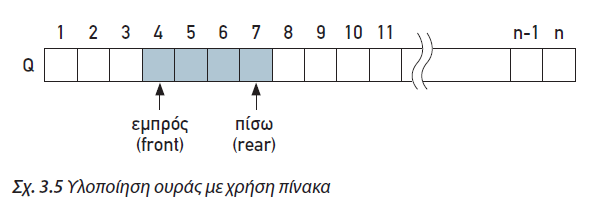 1 2 3 4 5 6 7 8 9 10 11 n-1 n
Q
εμπρός πίσω
(front) (rear)
Σχ. 3.5 Υλοποίηση ουράς με χρήση πίνακα